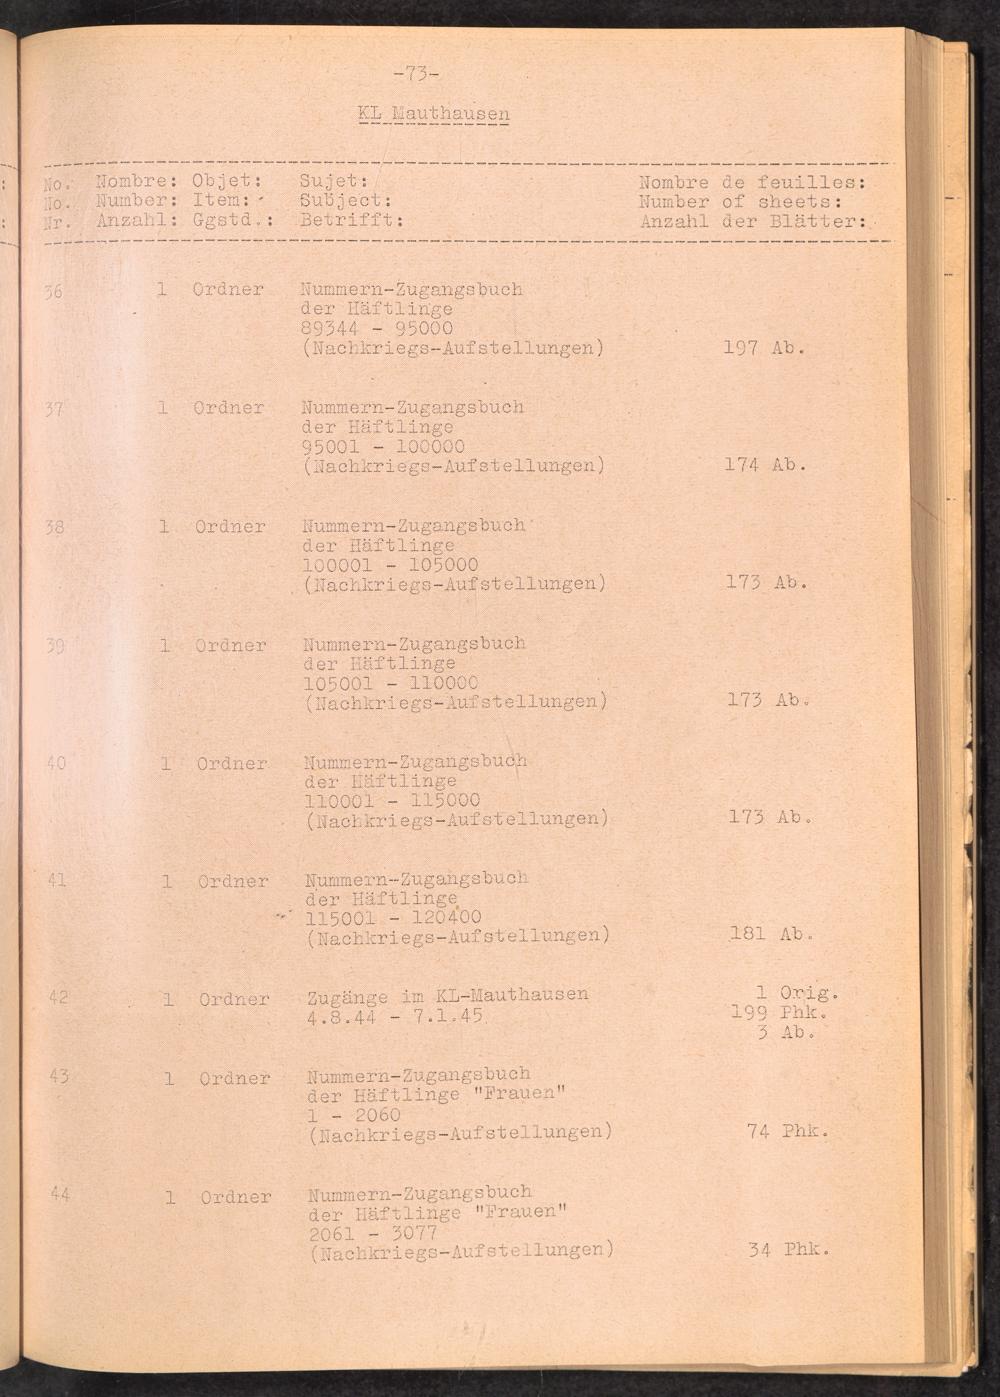 -73-
KL Mauthausen
No. Nombre: Objet: Sujet: Nombre de feuilles:
No. Number: Item: Subject: Number of sheets:
Nr. Anzahl: Ggstd.: Betrifft: Anzahl der Blätter:
36 1 Ordner Nummern-Zugangsbuch
der Häftlinge
89344 - 95000
(Nachkriegs-Aufstellungen) 197 Ab.
37 1 Ordner Nummern-Zugangsbuch
der Häftlinge
95001 - 100000
(Nachkriegs-Aufstellungen) 174 Ab.
38 1 Ordner Nummern-Zugangsbuch
der Häftlinge
100001 - 105000
(Nachkriegs-Aufstellungen) 173 Ab.
39 1 Ordner Nummern-Zugangsbuch
der Häftlinge
105001 - 110000
(Nachkriegs-Aufstellungen) 173 Ab.
40 1 Ordner Nummern-Zugangsbuch
der Häftlinge
110001 - 115000
(Nachkriegs-Aufstellungen) 173 Ab.
41 1 Ordner Nummern-Zugangsbuch
der Häftlinge
115001 - 120400
(Nachkriegs-Aufstellungen) 181 Ab.
42 1 Ordner Zugänge im KL-Mauthausen 1 Orig.
4.8.44 - 7.1.45 199 Phk.
3 Ab.
43 1 Ordner Nummern-Zugangsbuch
der Häftlinge "Frauen"
1 - 2060
(Nachkriegs-Aufstellungen) 74 Phk.
44 1 Ordner Nummern-Zugangsbuch
der Häftlinge "Frauen"
2061 - 3077
(Nachkriegs-Aufstellungen) 34 Phk.